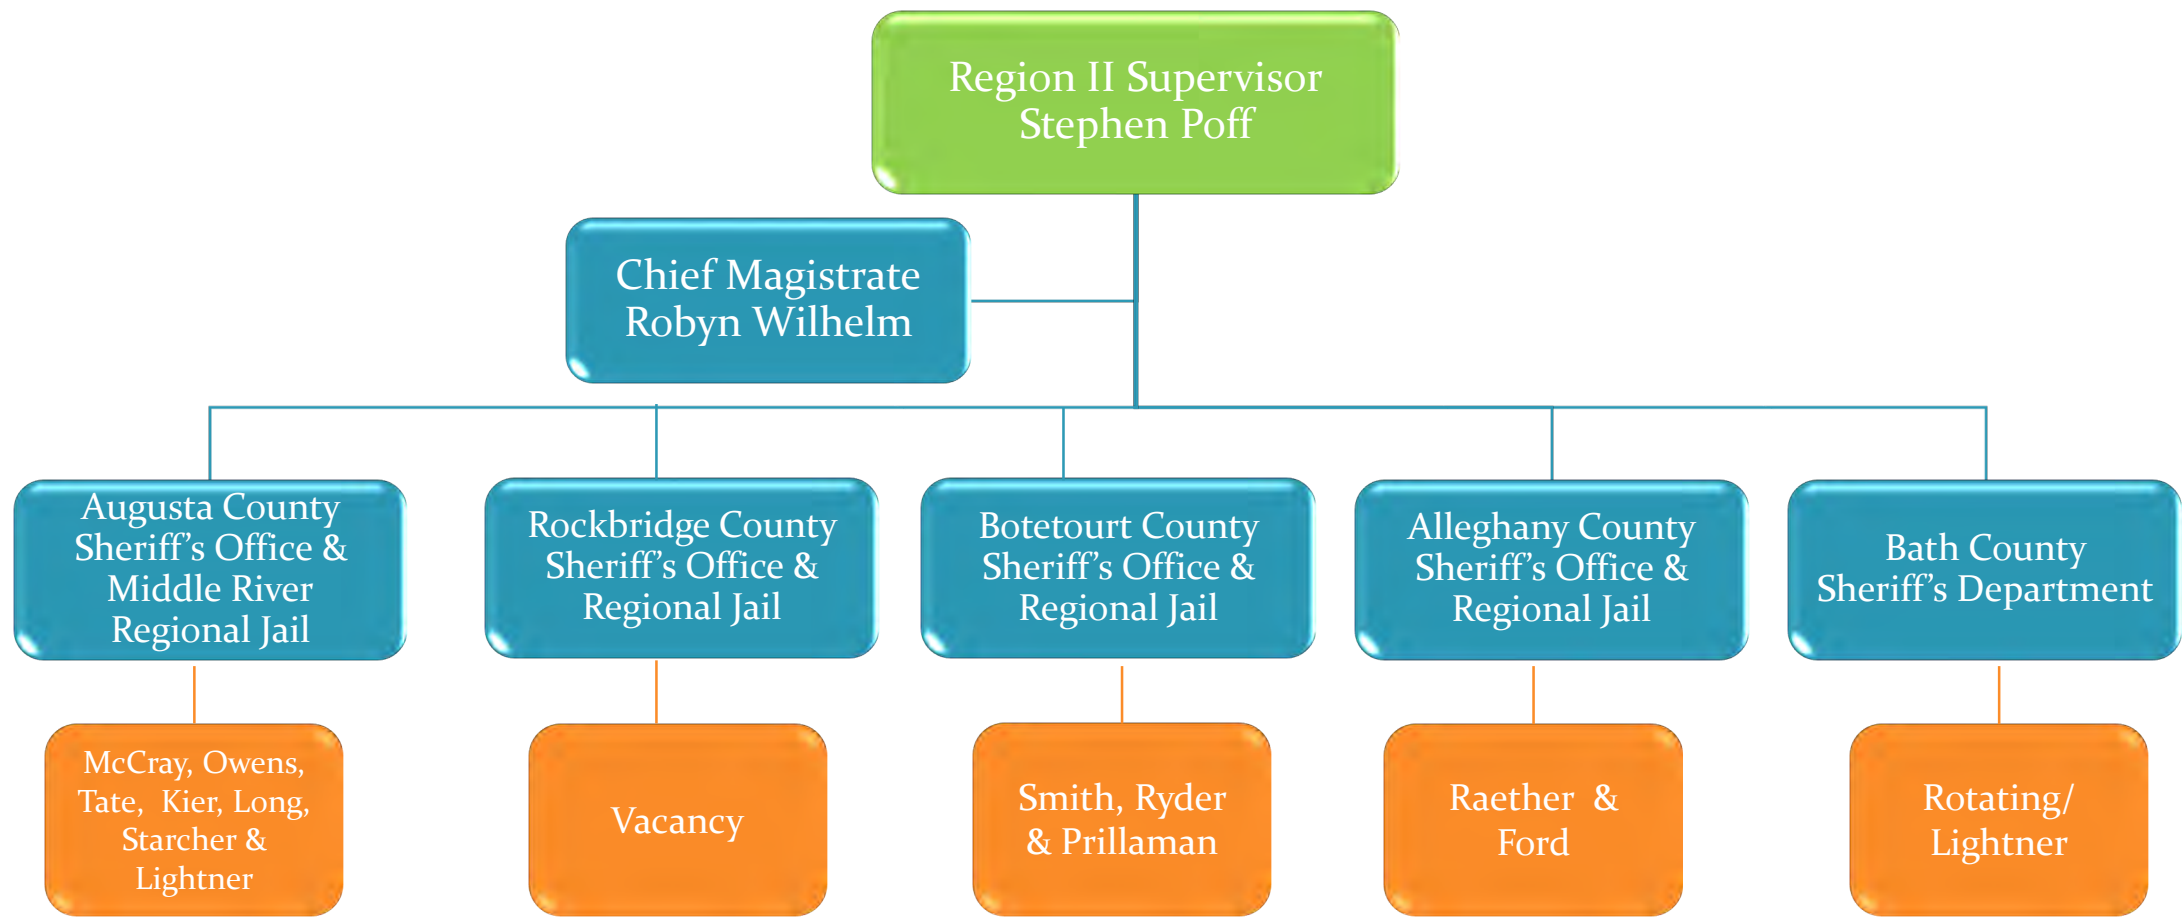 Region II Supervisor
Stephen Poff
Chief Magistrate
Robyn Wilhelm
Augusta County
Sheriff’s Office &
Middle River
Regional Jail
Rockbridge County
Sheriff’s Office &
Regional Jail
Botetourt County
Sheriff’s Office &
Regional Jail
Alleghany County
Sheriff’s Office &
Regional Jail
Bath County
Sheriff’s Department
McCray, Owens,
Tate,  Kier, Long,
Starcher &
Lightner
Vacancy
Smith, Ryder
& Prillaman
Raether  &
Ford
Rotating/
Lightner